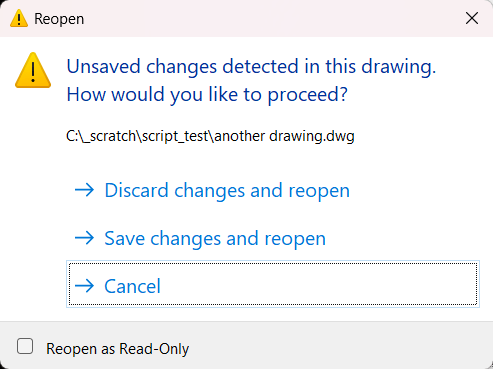 Reopen
Unsaved changes detected in this drawing.
How would you like to proceed?
C:\_scratch\script_test\another drawing.dwg
Discard changes and reopen
Save changes and reopen
Cancel
Reopen as Read-Only